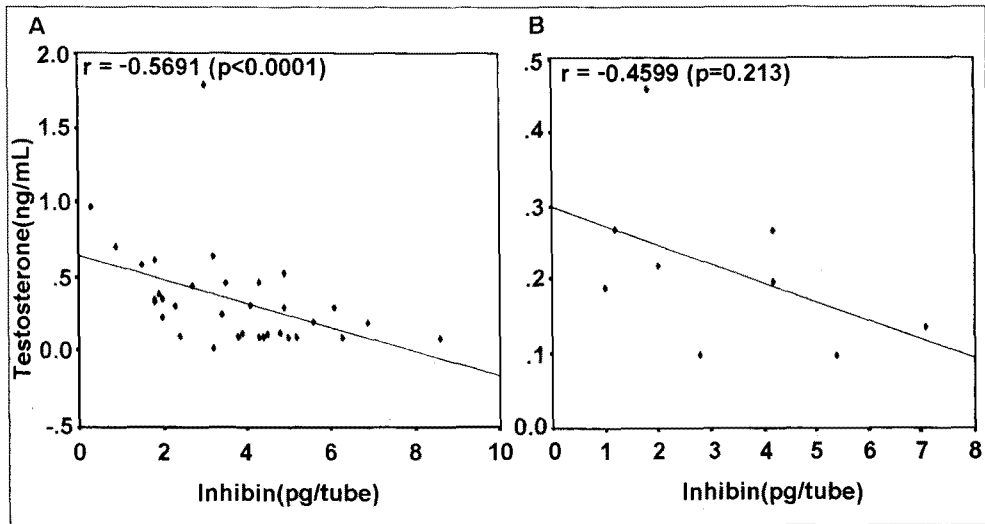 A
B
r = -0.5691 (p<0.0001)
r = -0.4599 (p=0.213)
Testosterone(ng/mL)
2.0
1.5
1.0
.5
0.0
-.5
0 2 4 6 8 10
Inhibin(pg/tube)
.5
.4
.3
.2
.1
0.0
0 1 2 3 4 5 6 7 8
Inhibin(pg/tube)